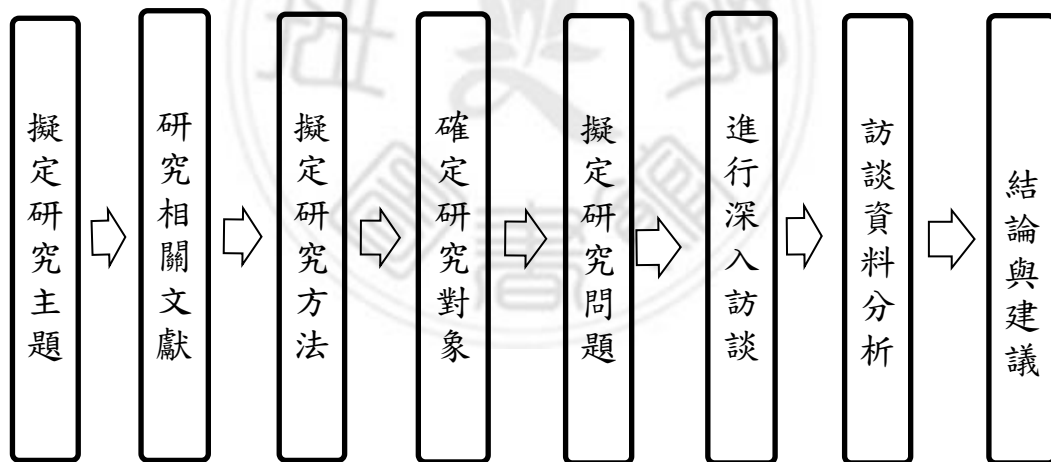 擬定研究主題
研究相關文獻
擬定研究方法
確定研究對象
擬定研究問題
進行深入訪談
訪談資料分析
結論與建議